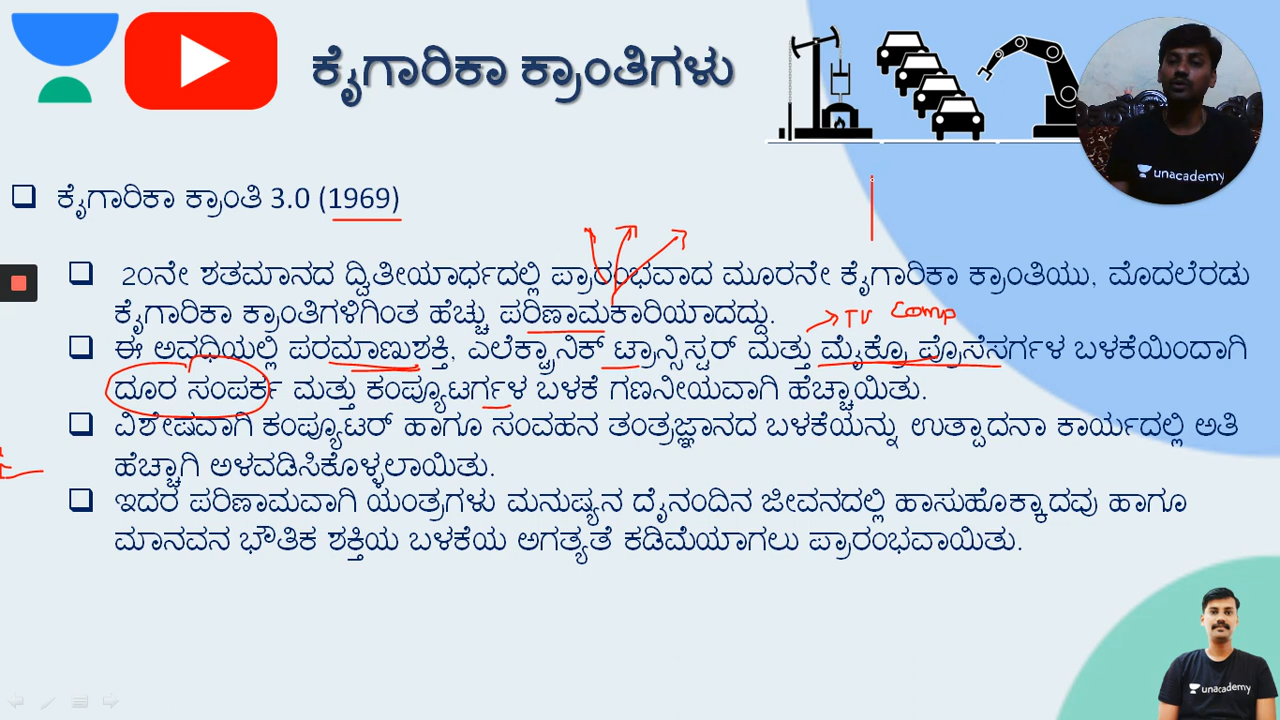 ಕೈಗಾರಿಕಾ ಕ್ರಾಂತಿಗಳು
unacademy
ಕೈಗಾರಿಕಾ ಕ್ರಾಂತಿ 3.0 (1969)
20ನೇ ಶತಮಾನದ ದ್ವಿತೀಯಾರ್ಧದಲ್ಲಿ ಪ್ರಾರಂಭವಾದ ಮೂರನೇ ಕೈಗಾರಿಕಾ ಕ್ರಾಂತಿಯು, ಮೊದಲೆರಡು
ಕೈಗಾರಿಕಾ ಕ್ರಾಂತಿಗಳಿಗಿಂತ ಹೆಚ್ಚು ಪರಿಣಾಮಕಾರಿಯಾದದ್ದು.
TV Comp
ಈ ಅವಧಿಯಲ್ಲಿ ಪರಮಾಣುಶಕ್ತಿ, ಎಲೆಕ್ಟ್ರಾನಿಕ್ ಟ್ರಾನ್ಸಿಸ್ಟರ್ ಮತ್ತು ಮೈಕ್ರೊ ಪ್ರೊಸೆಸರ್ಗಳ ಬಳಕೆಯಿಂದಾಗಿ
ದೂರ ಸಂಪರ್ಕ ಮತ್ತು ಕಂಪ್ಯೂಟರ್ಗಳ ಬಳಕೆ ಗಣನೀಯವಾಗಿ ಹೆಚ್ಚಾಯಿತು.
ವಿಶೇಷವಾಗಿ ಕಂಪ್ಯೂಟರ್ ಹಾಗೂ ಸಂವಹನ ತಂತ್ರಜ್ಞಾನದ ಬಳಕೆಯನ್ನು ಉತ್ಪಾದನಾ ಕಾರ್ಯದಲ್ಲಿ ಅತಿ
ಹೆಚ್ಚಾಗಿ ಅಳವಡಿಸಿಕೊಳ್ಳಲಾಯಿತು.
ಇದರ ಪರಿಣಾಮವಾಗಿ ಯಂತ್ರಗಳು ಮನುಷ್ಯನ ದೈನಂದಿನ ಜೀವನದಲ್ಲಿ ಹಾಸುಹೊಕ್ಕಾದವು ಹಾಗೂ
ಮಾನವನ ಭೌತಿಕ ಶಕ್ತಿಯ ಬಳಕೆಯ ಅಗತ್ಯತೆ ಕಡಿಮೆಯಾಗಲು ಪ್ರಾರಂಭವಾಯಿತು.
unacademy